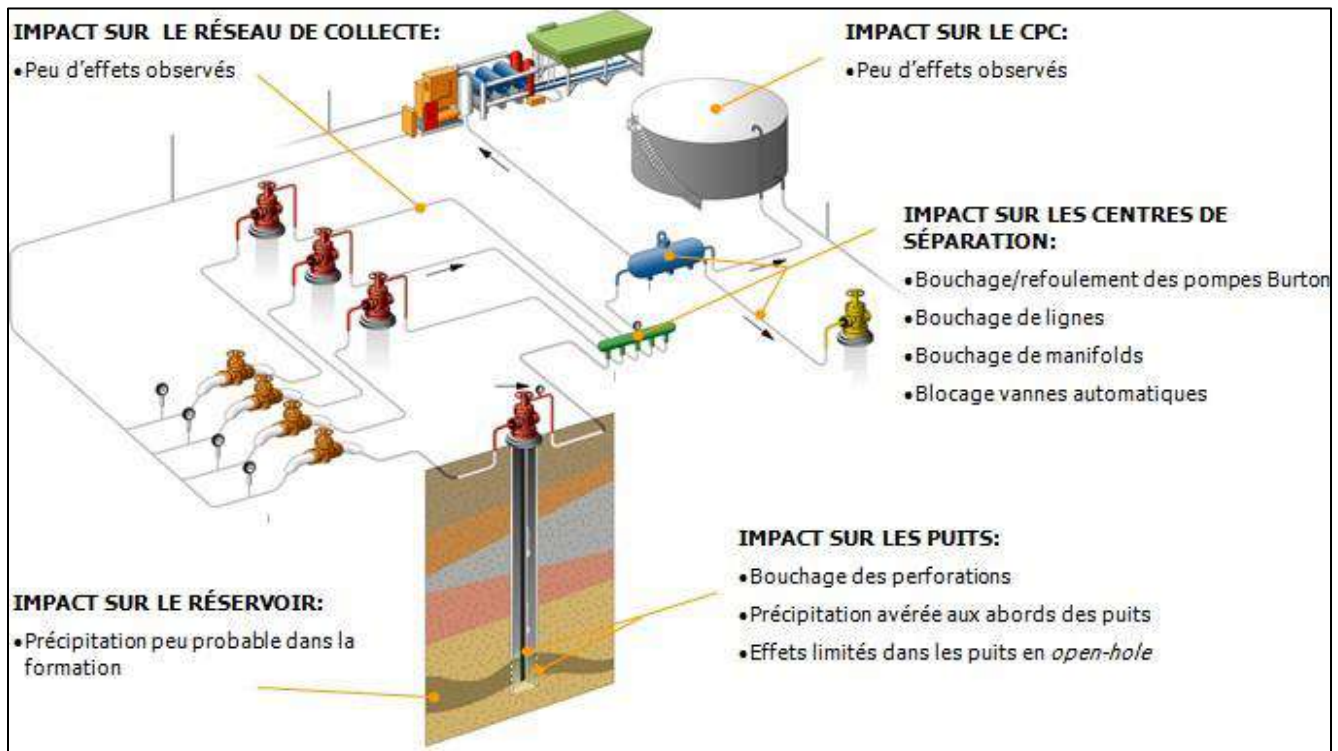 IMPACT SUR LE RÉSEAU DE COLLECTE:
•Peu d'effets observés
IMPACT SUR LE CPC:
•Peu d'effets observés
IMPACT SUR LES CENTRES DE
SÉPARATION:
•Bouchage/refoulement des pompes Burton
•Bouchage de lignes
•Bouchage de manifolds
•Blocage vannes automatiques
IMPACT SUR LES PUITS:
•Bouchage des perforations
•Précipitation avérée aux abords des puits
•Effets limités dans les puits en open-hole
IMPACT SUR LE RÉSERVOIR:
•Précipitation peu probable dans la
formation